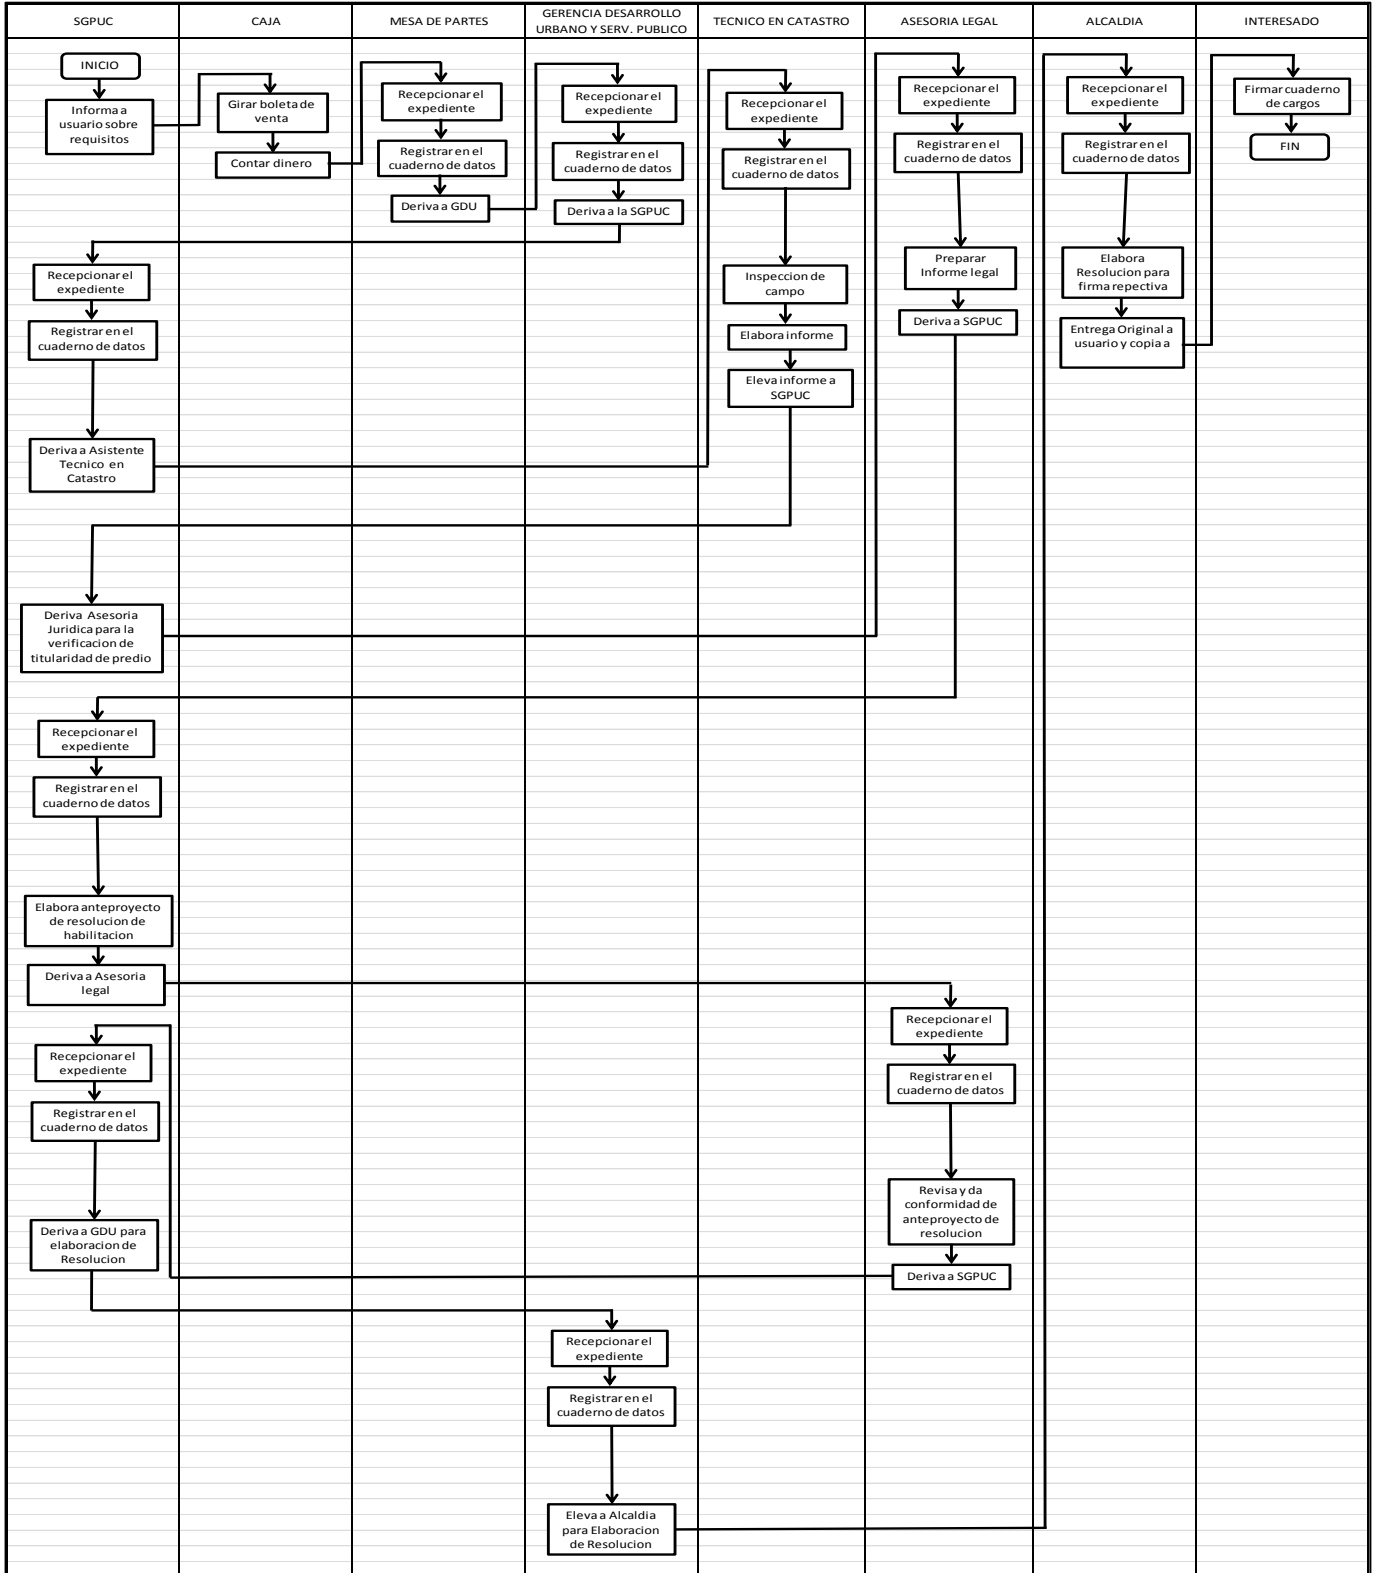 SGPUC
CAJA
MESA DE PARTES
GERENCIA DESARROLLO
URBANO Y SERV. PUBLICO
TECNICO EN CATASTRO
ASESORIA LEGAL
ALCALDIA
INTERESADO
INICIO
Informa a
usuario sobre
requisitos
Girar boleta de
venta
Contar dinero
Recepcionar el
expediente
Registrar en el
cuaderno de datos
Deriva a GDU
Recepcionar el
expediente
Registrar en el
cuaderno de datos
Deriva a la SGPUC
Recepcionar el
expediente
Registrar en el
cuaderno de datos
Deriva a Asistente
Tecnico en
Catastro
Recepcionar el
expediente
Registrar en el
cuaderno de datos
Inspeccion de
campo
Elabora informe
Eleva informe a
SGPUC
Deriva Asesoria
Juridica para la
verificacion de
titularidad de predio
Recepcionar el
expediente
Registrar en el
cuaderno de datos
Preparar
Informe legal
Deriva a SGPUC
Recepcionar el
expediente
Registrar en el
cuaderno de datos
Elabora anteproyecto
de resolucion de
habilitacion
Deriva a Asesoria
legal
Recepcionar el
expediente
Registrar en el
cuaderno de datos
Revisa y da
conformidad de
anteproyecto de
resolucion
Deriva a SGPUC
Recepcionar el
expediente
Registrar en el
cuaderno de datos
Deriva a GDU para
elaboracion de
Resolucion
Recepcionar el
expediente
Registrar en el
cuaderno de datos
Eleva a Alcaldia
para Elaboracion
de Resolucion
Recepcionar el
expediente
Registrar en el
cuaderno de datos
Elabora
Resolucion para
firma repectiva
Entrega Original a
usuario y copia a
Firmar cuaderno
de cargos
FIN